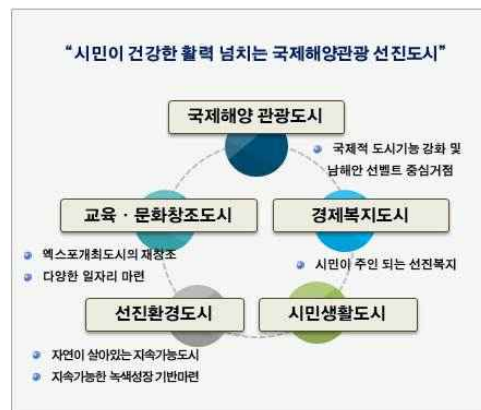 “시민이 건강한 활력 넘치는 국제해양관광 선진도시”
국제해양 관광도시
국제적 도시기능 강화 및
남해안 선벨트 중심거점
교육 · 문화창조도시
경제복지도시
엑스포개최도시의 재창조
다양한 일자리 마련
시민이 주인 되는 선진복지
선진환경도시
시민생활도시
자연이 살아있는 지속가능도시
지속가능한 녹색성장 기반마련